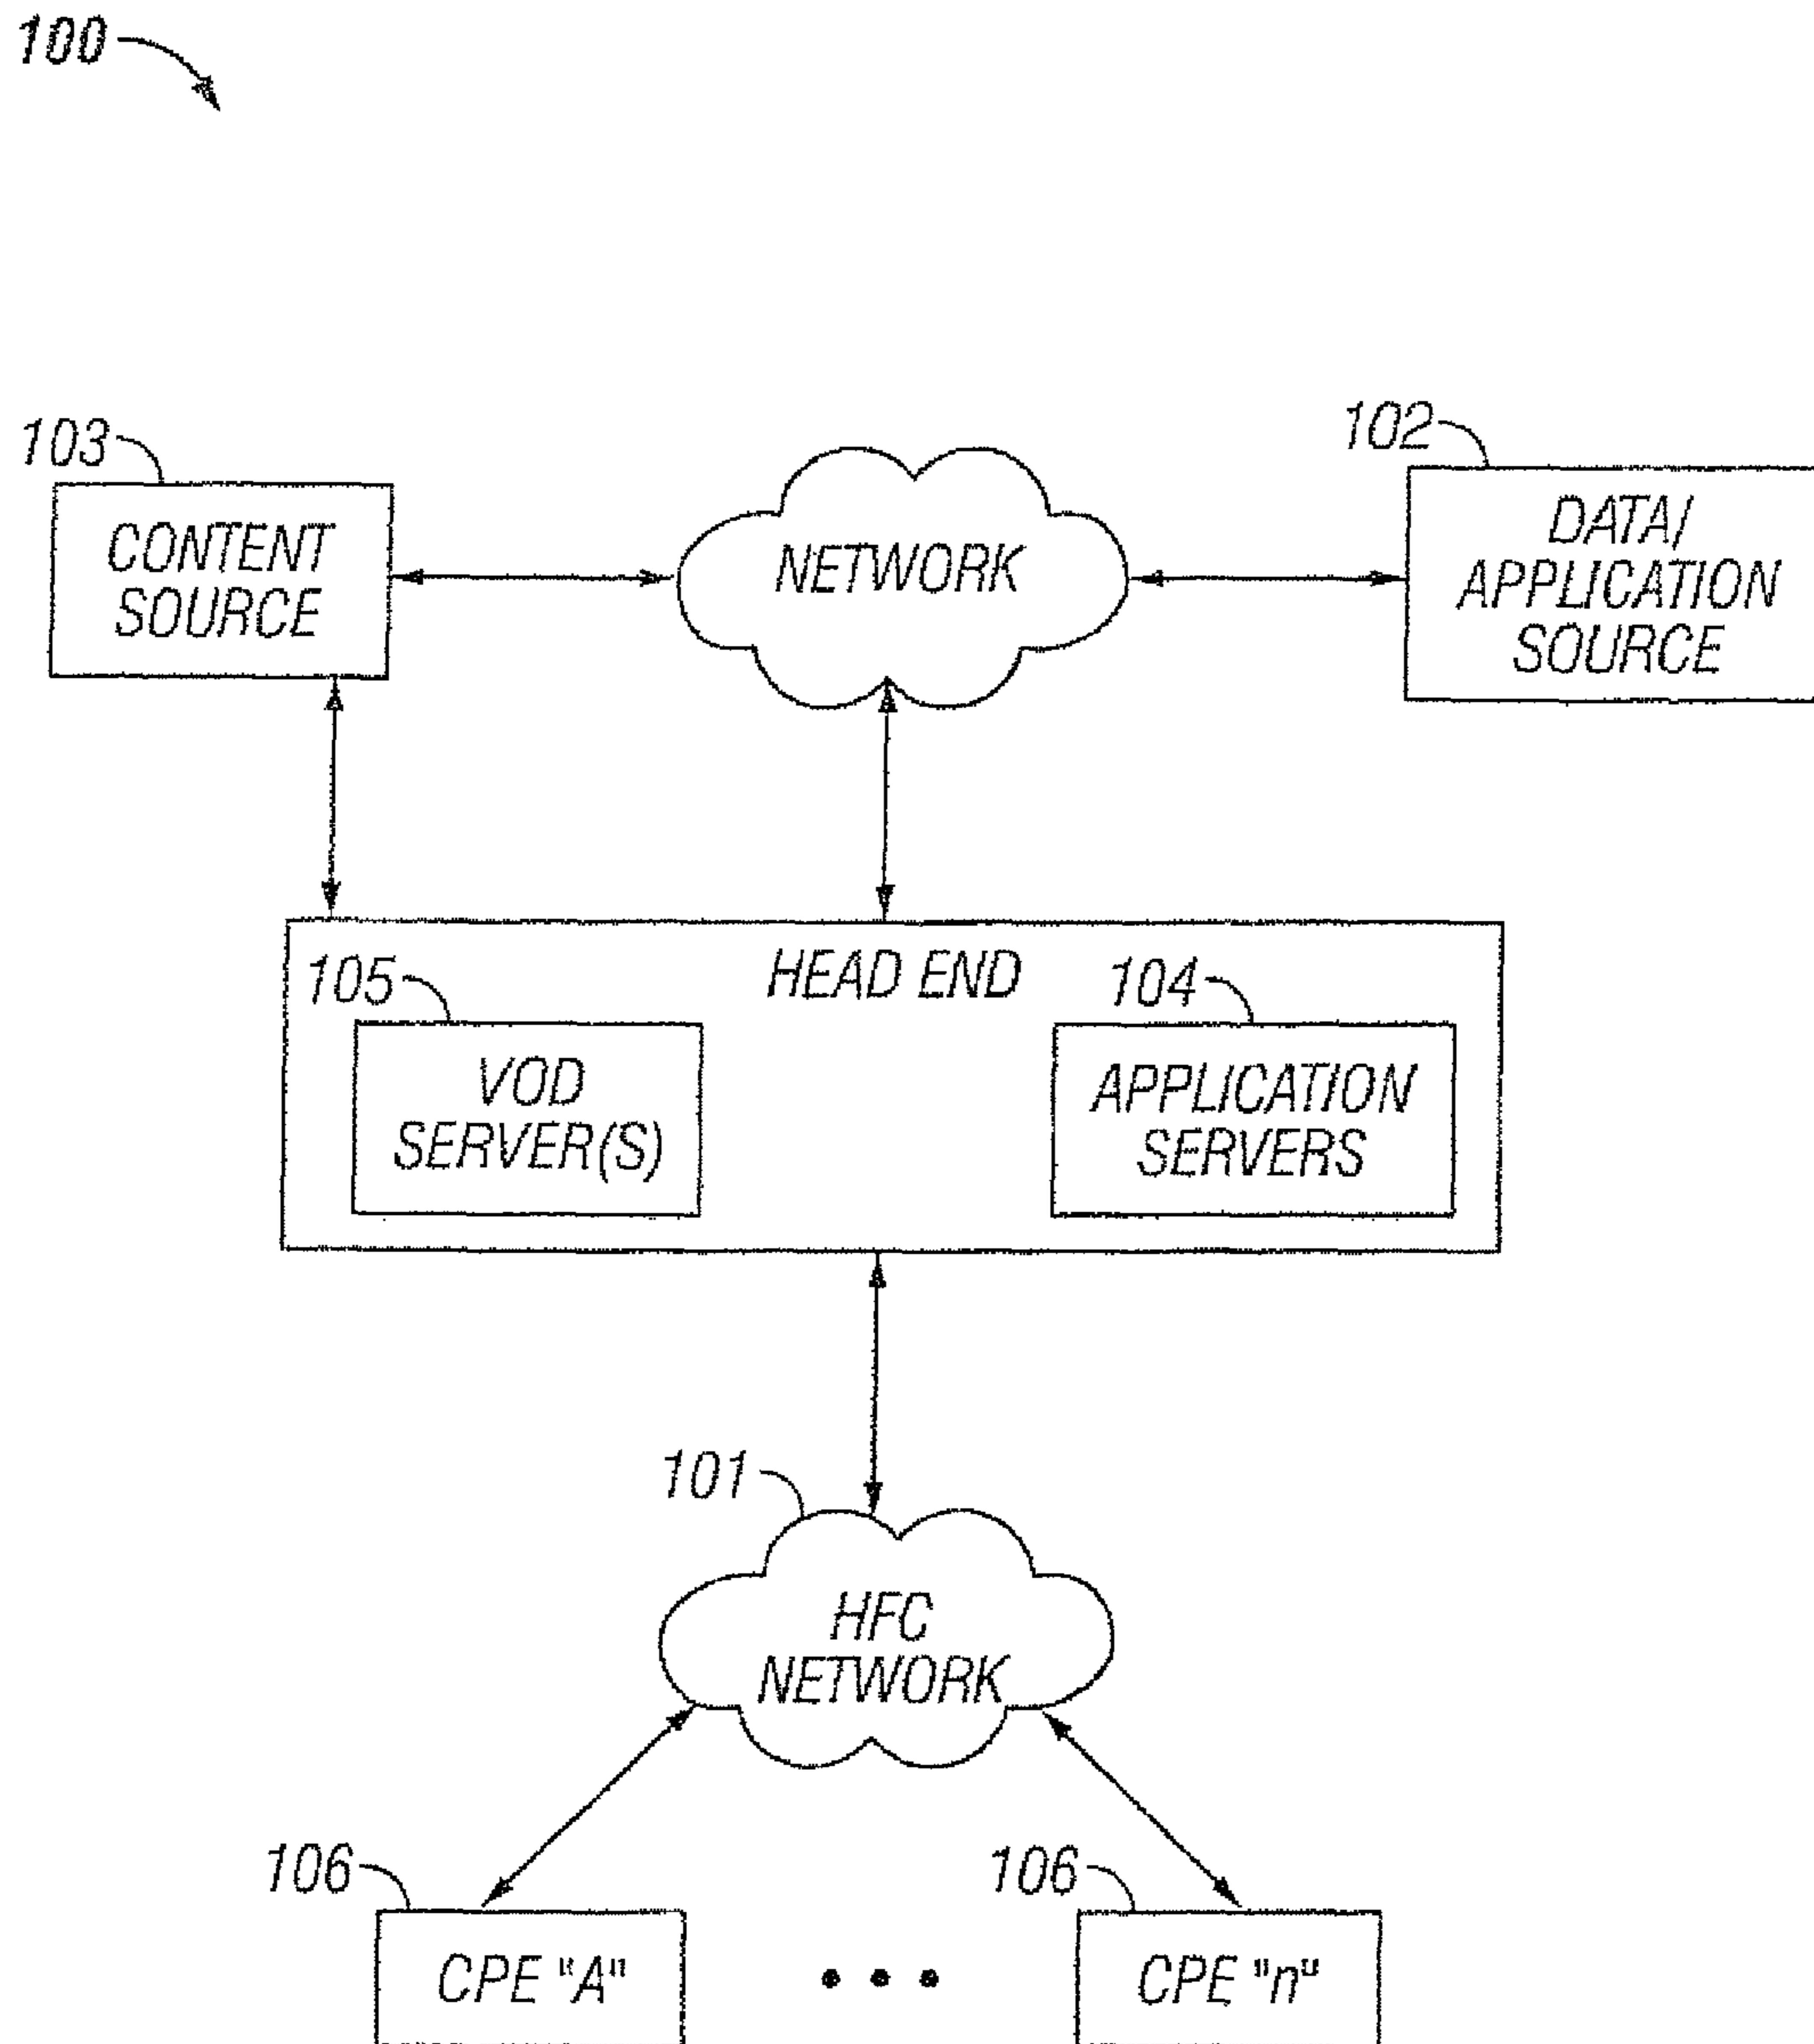 100
103
102
CONTENT
SOURCE
NETWORK
DATA/
APPLICATION
SOURCE
HEAD END
105
104
VOD
SERVER(S)
APPLICATION
SERVERS
101
HFC
NETWORK
106
106
CPE "A"
• • •
CPE "n"